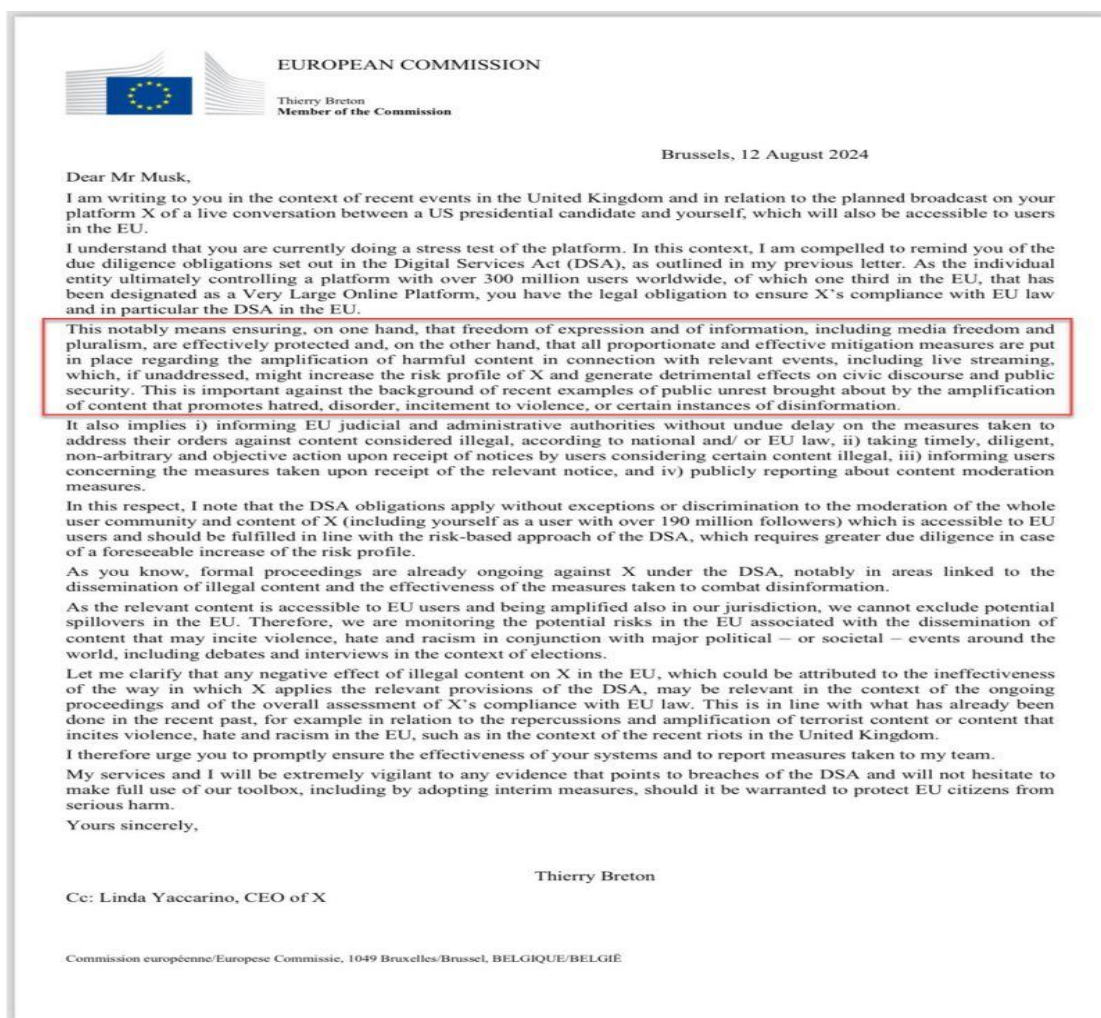 EUROPEAN COMMISSION
Thierry Breton
Member of the Commission
Brussels, 12 August 2024
Dear Mr Musk,
I am writing to you in the context of recent events in the United Kingdom and in relation to the planned broadcast on your
platform X of a live conversation between a US presidential candidate and yourself, which will also be accessible to users
in the EU.
I understand that you are currently doing a stress test of the platform. In this context, I am compelled to remind you of the
due diligence obligations set out in the Digital Services Act (DSA), as outlined in my previous letter. As the individual
entity ultimately controlling a platform with over 300 million users worldwide, of which one third in the EU, that has
been designated as a Very Large Online Platform, you have the legal obligation to ensure X's compliance with EU law
and in particular the DSA in the EU.
This notably means ensuring, on one hand, that freedom of expression and of information, including media freedom and
pluralism, are effectively protected and, on the other hand, that all proportionate and effective mitigation measures are put
in place regarding the amplification of harmful content in connection with relevant events, including live streaming,
which, if unaddressed, might increase the risk profile of X and generate detrimental effects on civic discourse and public
security. This is important against the background of recent examples of public unrest brought about by the amplification
of content that promotes hatred, disorder, incitement to violence, or certain instances of disinformation.
It also implies i) informing EU judicial and administrative authorities without undue delay on the measures taken to
address their orders against content considered illegal, according to national and/ or EU law, ii) taking timely, diligent,
non-arbitrary and objective action upon receipt of notices by users considering certain content illegal, iii) informing users
concerning the measures taken upon receipt of the relevant notice, and iv) publicly reporting about content moderation
measures.
In this respect, I note that the DSA obligations apply without exceptions or discrimination to the moderation of the whole
user community and content of X (including yourself as a user with over 190 million followers) which is accessible to EU
users and should be fulfilled in line with the risk-based approach of the DSA, which requires greater due diligence in case
of a foreseeable increase of the risk profile.
As you know, formal proceedings are already ongoing against X under the DSA, notably in areas linked to the
dissemination of illegal content and the effectiveness of the measures taken to combat disinformation.
As the relevant content is accessible to EU users and being amplified also in our jurisdiction, we cannot exclude potential
spillovers in the EU. Therefore, we are monitoring the potential risks in the EU associated with the dissemination of
content that may incite violence, hate and racism in conjunction with major political – or societal – events around the
world, including debates and interviews in the context of elections.
Let me clarify that any negative effect of illegal content on X in the EU, which could be attributed to the ineffectiveness
of the way in which X applies the relevant provisions of the DSA, may be relevant in the context of the ongoing
proceedings and of the overall assessment of X's compliance with EU law. This is in line with what has already been
done in the recent past, for example in relation to the repercussions and amplification of terrorist content or content that
incites violence, hate and racism in the EU, such as in the context of the recent riots in the United Kingdom.
I therefore urge you to promptly ensure the effectiveness of your systems and to report measures taken to my team.
My services and I will be extremely vigilant to any evidence that points to breaches of the DSA and will not hesitate to
make full use of our toolbox, including by adopting interim measures, should it be warranted to protect EU citizens from
serious harm.
Yours sincerely,
Thierry Breton
Cc: Linda Yaccarino, CEO of X
Commission européenne/Europese Commissie, 1049 Bruxelles/Brussel, BELGIQUE/BELGIË